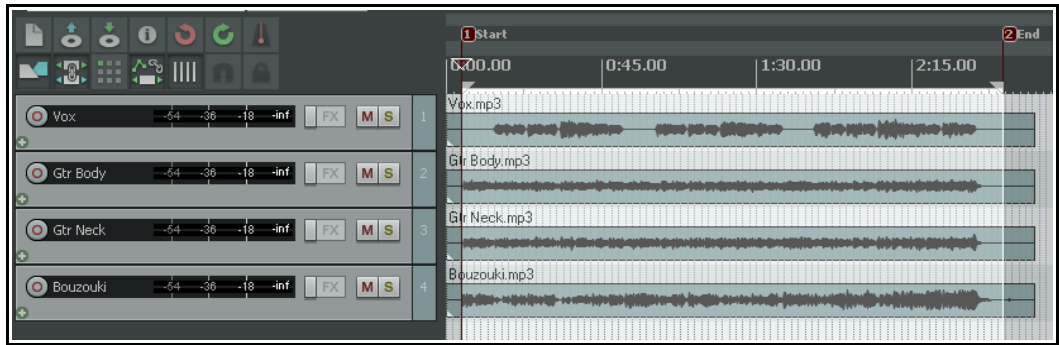 1 Start 2 End
0:00.00 0:45.00 1:30.00 2:15.00
Vox -54 -36 -18 -inf FX M S 1
Vox.mp3
Gtr Body -54 -36 -18 -inf FX M S 2
Gtr Body.mp3
Gtr Neck -54 -36 -18 -inf FX M S 3
Gtr Neck.mp3
Bouzouki -54 -36 -18 -inf FX M S 4
Bouzouki.mp3